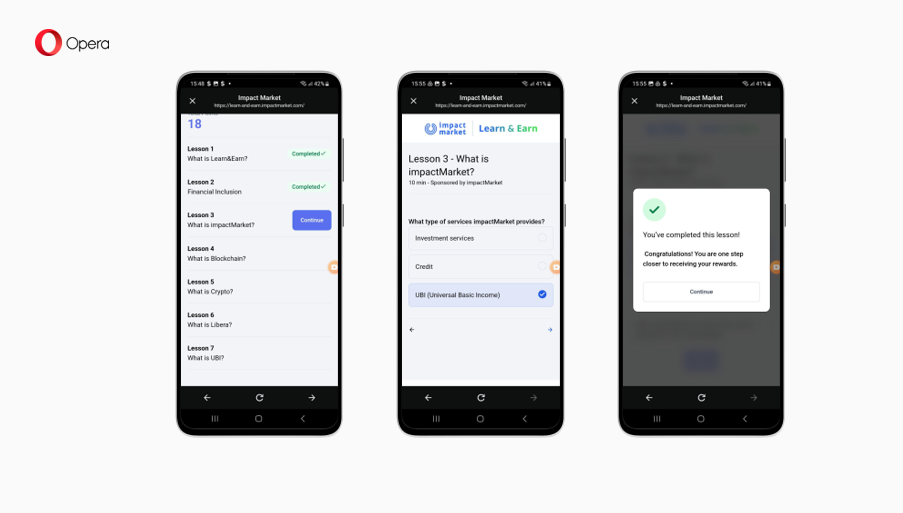 Opera
15:48 $ $ • 42%
Impact Market
https://learn-and-earn.impactmarket.com/
18
Lesson 1
What is Learn&Earn?
Completed ✓
Lesson 2
Financial Inclusion
Completed ✓
Lesson 3
What is impactMarket?
Continue
Lesson 4
What is Blockchain?
Lesson 5
What is Crypto?
Lesson 6
What is Libera?
Lesson 7
What is UBI?
15:55 $ • 41%
Impact Market
https://learn-and-earn.impactmarket.com/
impact
market
Learn & Earn
Lesson 3 - What is
impactMarket?
10 min - Sponsored by impactMarket
What type of services impactMarket provides?
Investment services
Credit
UBI (Universal Basic Income)
15:55 $ • 41%
Impact Market
https://learn-and-earn.impactmarket.com/
You've completed this lesson!
Congratulations! You are one step
closer to receiving your rewards.
Continue